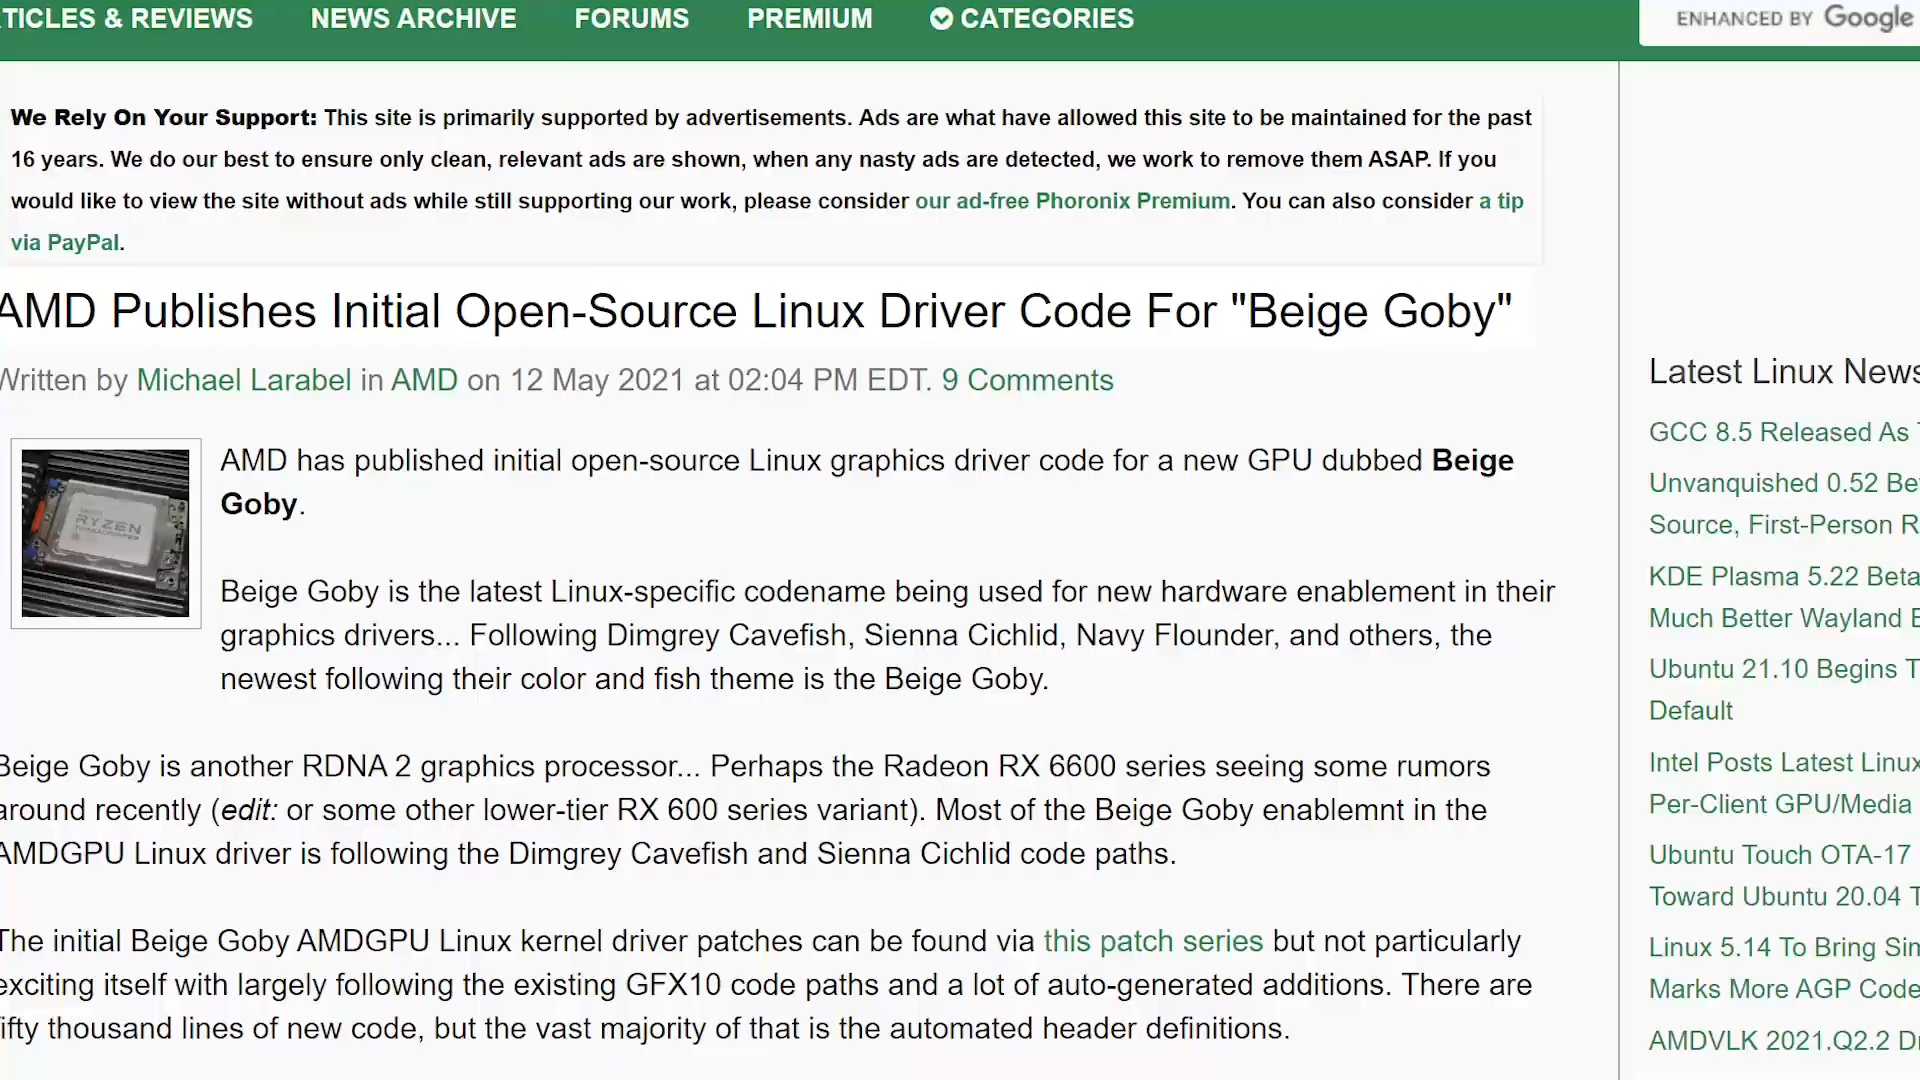 TICLES & REVIEWS NEWS ARCHIVE FORUMS PREMIUM CATEGORIES ENHANCED BY Google
We Rely On Your Support: This site is primarily supported by advertisements. Ads are what have allowed this site to be maintained for the past
16 years. We do our best to ensure only clean, relevant ads are shown, when any nasty ads are detected, we work to remove them ASAP. If you
would like to view the site without ads while still supporting our work, please consider our ad-free Phoronix Premium. You can also consider a tip
via PayPal.
AMD Publishes Initial Open-Source Linux Driver Code For "Beige Goby"
Written by Michael Larabel in AMD on 12 May 2021 at 02:04 PM EDT. 9 Comments
RYZEN
AMD has published initial open-source Linux graphics driver code for a new GPU dubbed Beige
Goby.
Beige Goby is the latest Linux-specific codename being used for new hardware enablement in their
graphics drivers... Following Dimgrey Cavefish, Sienna Cichlid, Navy Flounder, and others, the
newest following their color and fish theme is the Beige Goby.
Beige Goby is another RDNA 2 graphics processor... Perhaps the Radeon RX 6600 series seeing some rumors
around recently (edit: or some other lower-tier RX 600 series variant). Most of the Beige Goby enablemnt in the
AMDGPU Linux driver is following the Dimgrey Cavefish and Sienna Cichlid code paths.
The initial Beige Goby AMDGPU Linux kernel driver patches can be found via this patch series but not particularly
exciting itself with largely following the existing GFX10 code paths and a lot of auto-generated additions. There are
fifty thousand lines of new code, but the vast majority of that is the automated header definitions.
Latest Linux News
GCC 8.5 Released As
Unvanquished 0.52 Be
Source, First-Person R
KDE Plasma 5.22 Beta
Much Better Wayland
Ubuntu 21.10 Begins T
Default
Intel Posts Latest Linux
Per-Client GPU/Media
Ubuntu Touch OTA-17
Toward Ubuntu 20.04
Linux 5.14 To Bring Sim
Marks More AGP Code
AMDVLK 2021.Q2.2